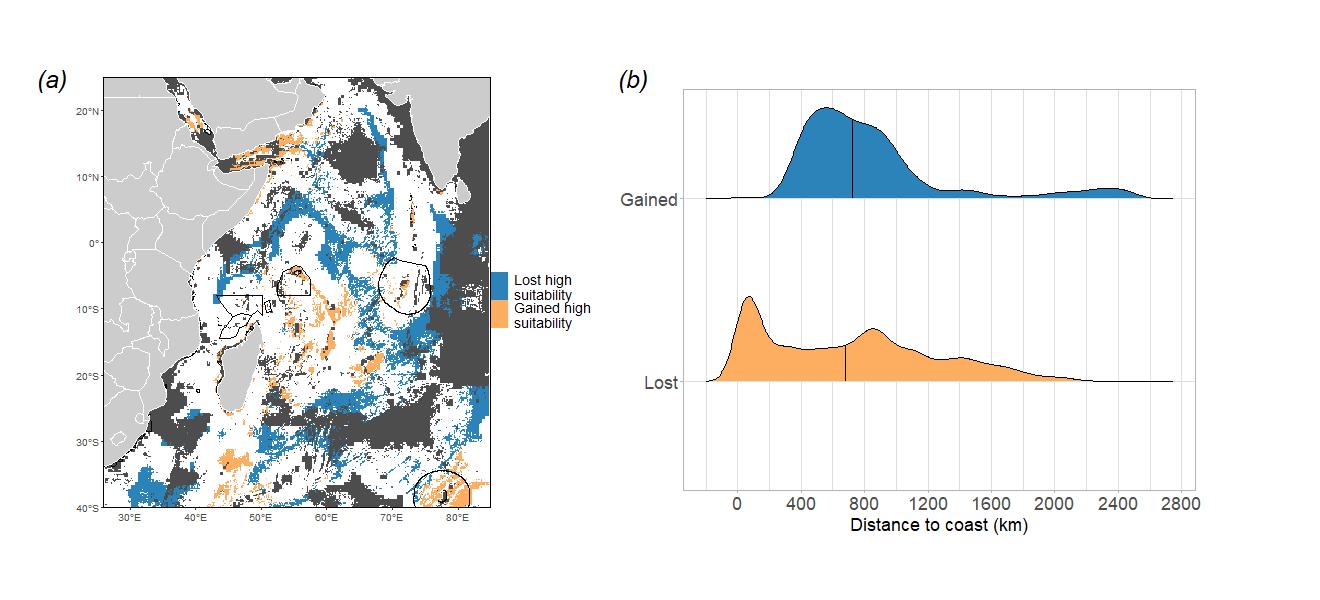 (a)
(b)
20°N
10°N
0°
10°S
20°S
30°S
40°S
30°E
40°E
50°E
60°E
70°E
80°E
Lost high
suitability
Gained high
suitability
Gained
Lost
0
400
800
1200
1600
2000
2400
2800
Distance to coast (km)